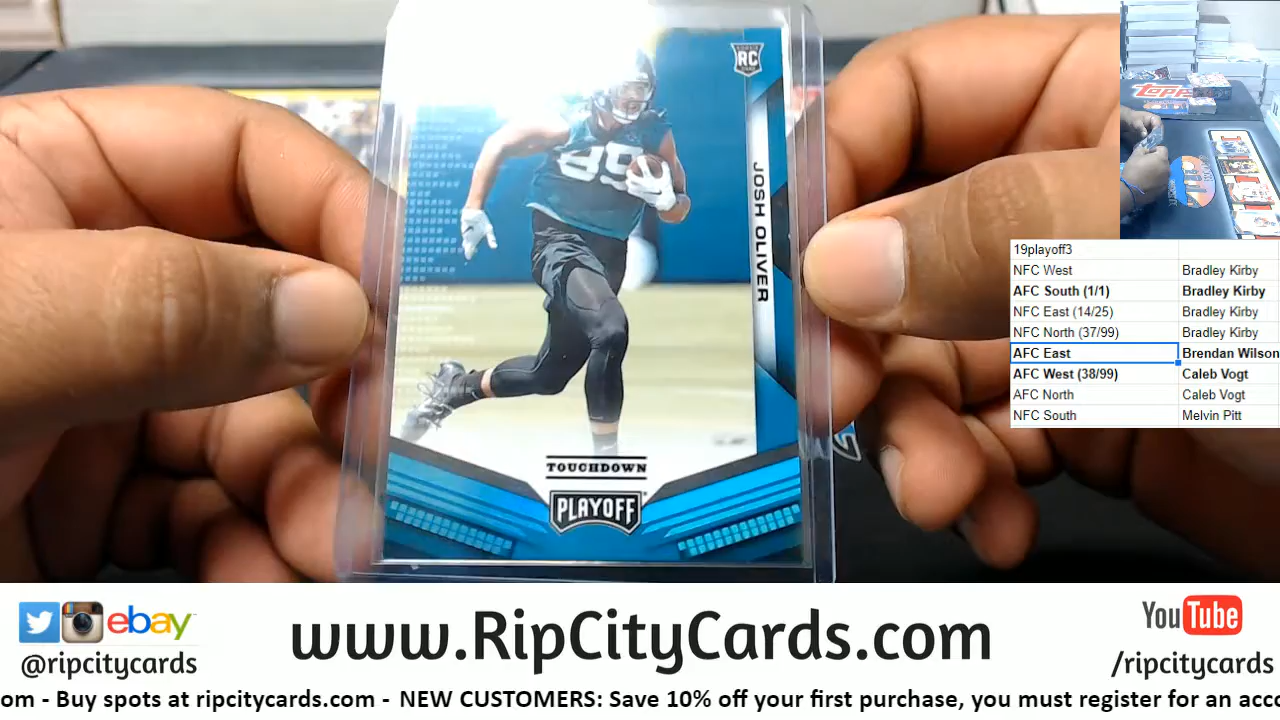 ROOKIE
RC
CARD
JOSH OLIVER
89
TOUCHDOWN
PLAYOFF
Topps
19playoff3
NFC West Bradley Kirby
AFC South (1/1) Bradley Kirby
NFC East (14/25) Bradley Kirby
NFC North (37/99) Bradley Kirby
AFC East Brendan Wilson
AFC West (38/99) Caleb Vogt
AFC North Caleb Vogt
NFC South Melvin Pitt
ebay
@ripcitycards
www.RipCityCards.com
YouTube
/ripcitycards
om - Buy spots at ripcitycards.com - NEW CUSTOMERS: Save 10% off your first purchase, you must register for an acco